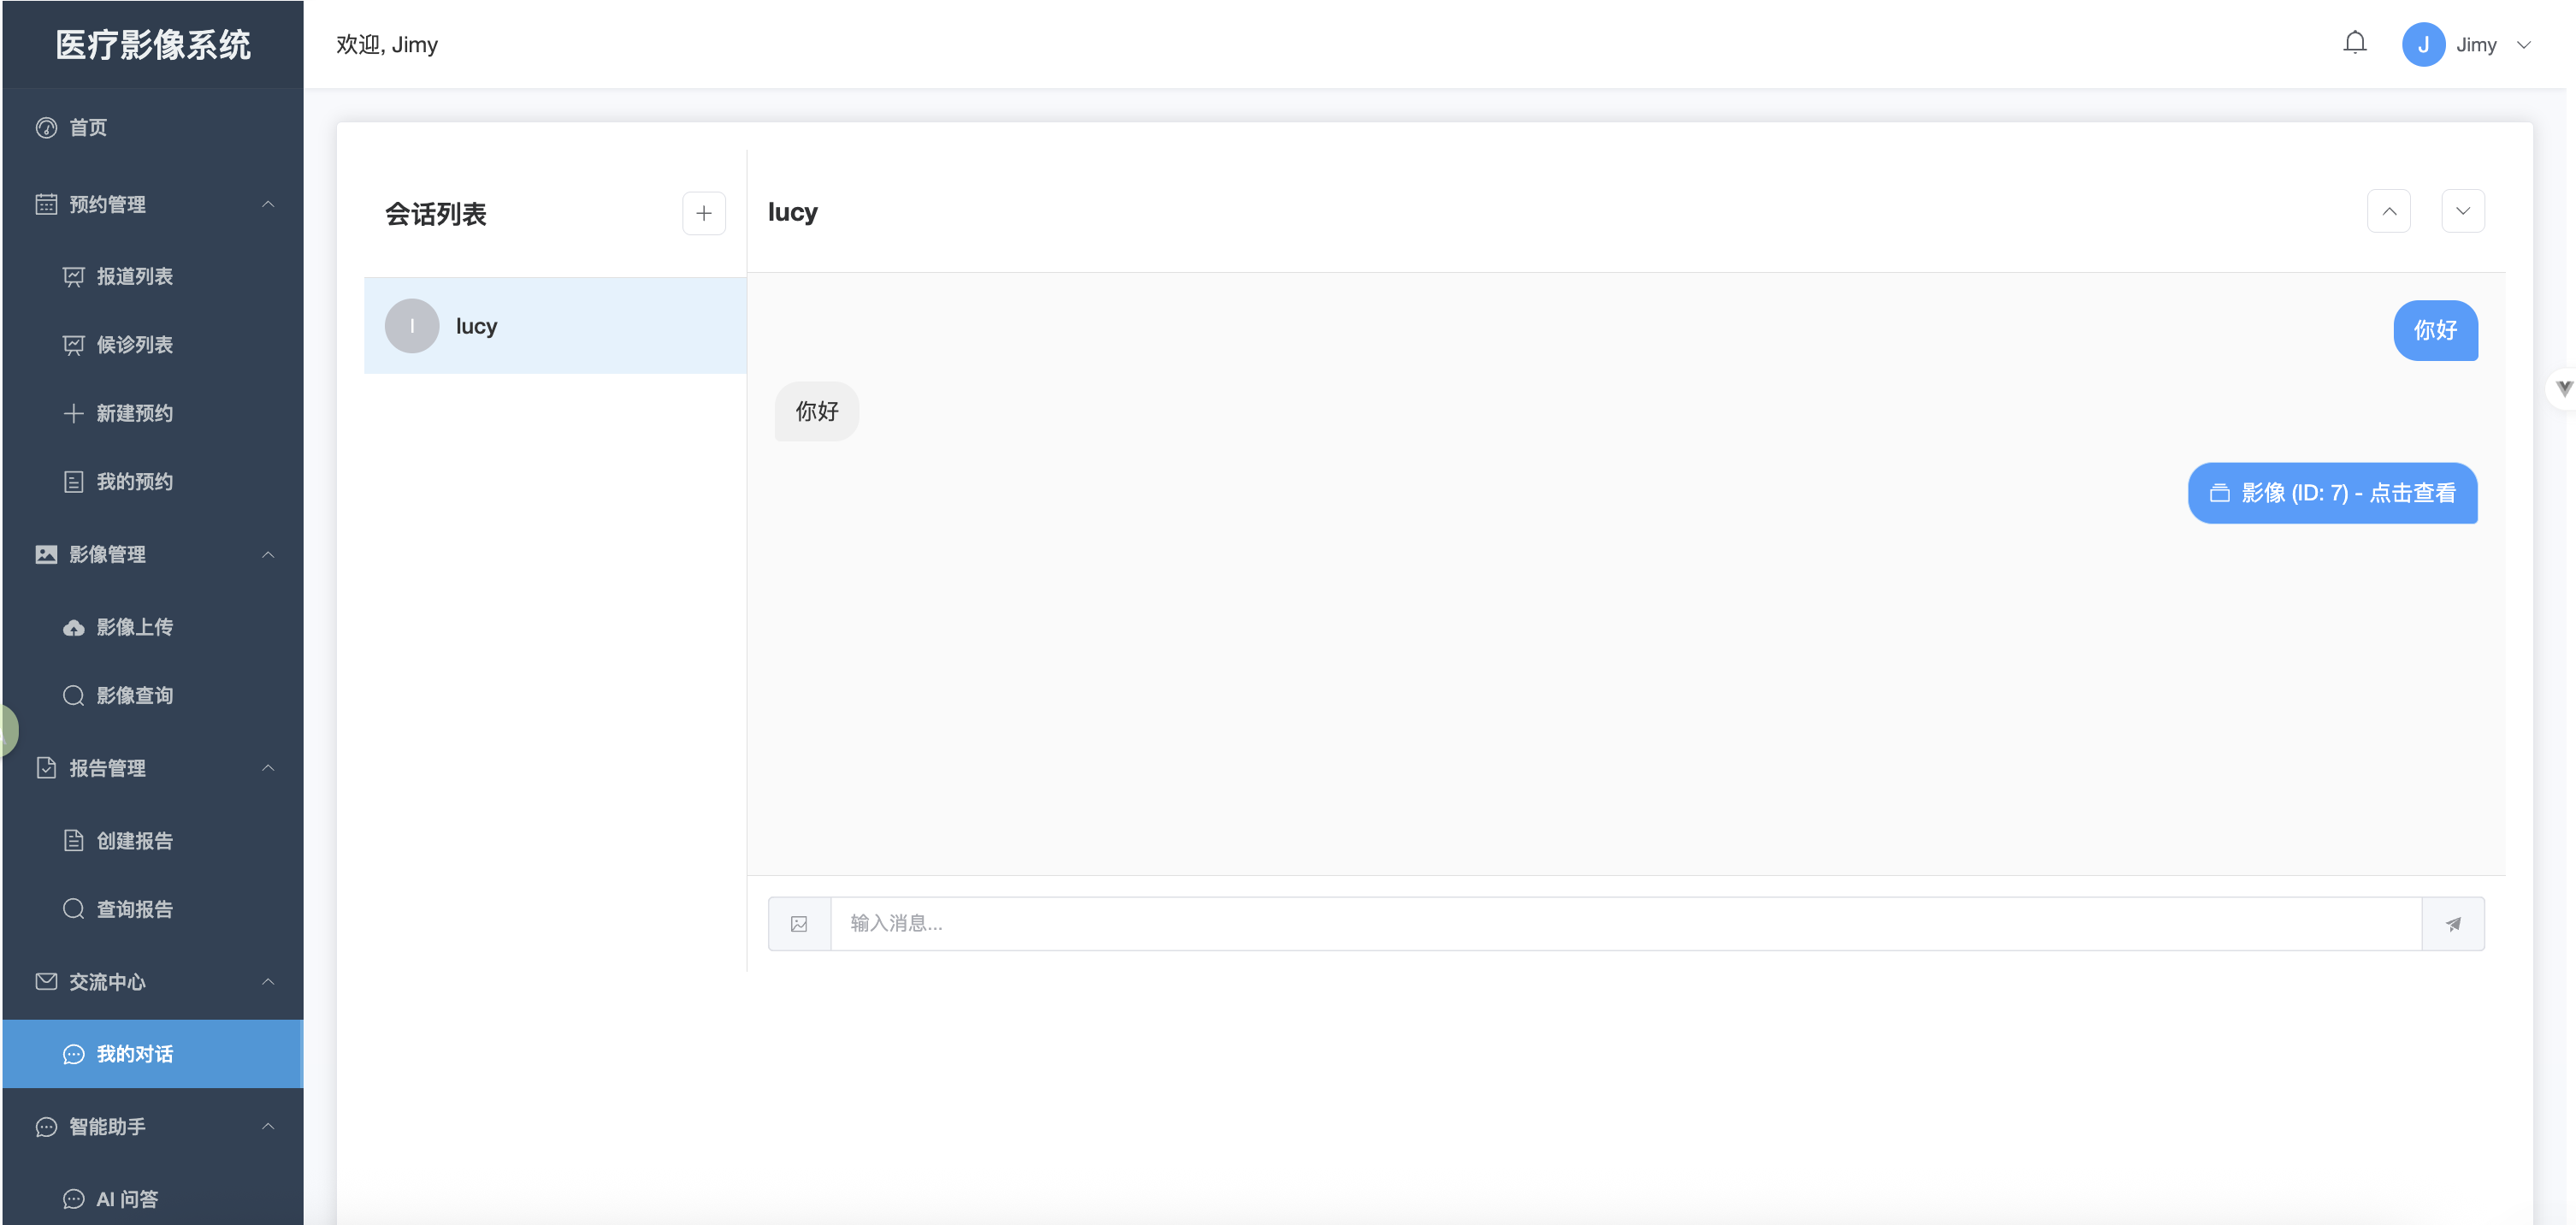 医疗影像系统
欢迎, Jimy
J
Jimy
首页
预约管理
报道列表
候诊列表
新建预约
我的预约
影像管理
影像上传
影像查询
报告管理
创建报告
查询报告
交流中心
我的对话
智能助手
AI 问答
会话列表
l
lucy
lucy
你好
你好
影像 (ID: 7) - 点击查看
输入消息...